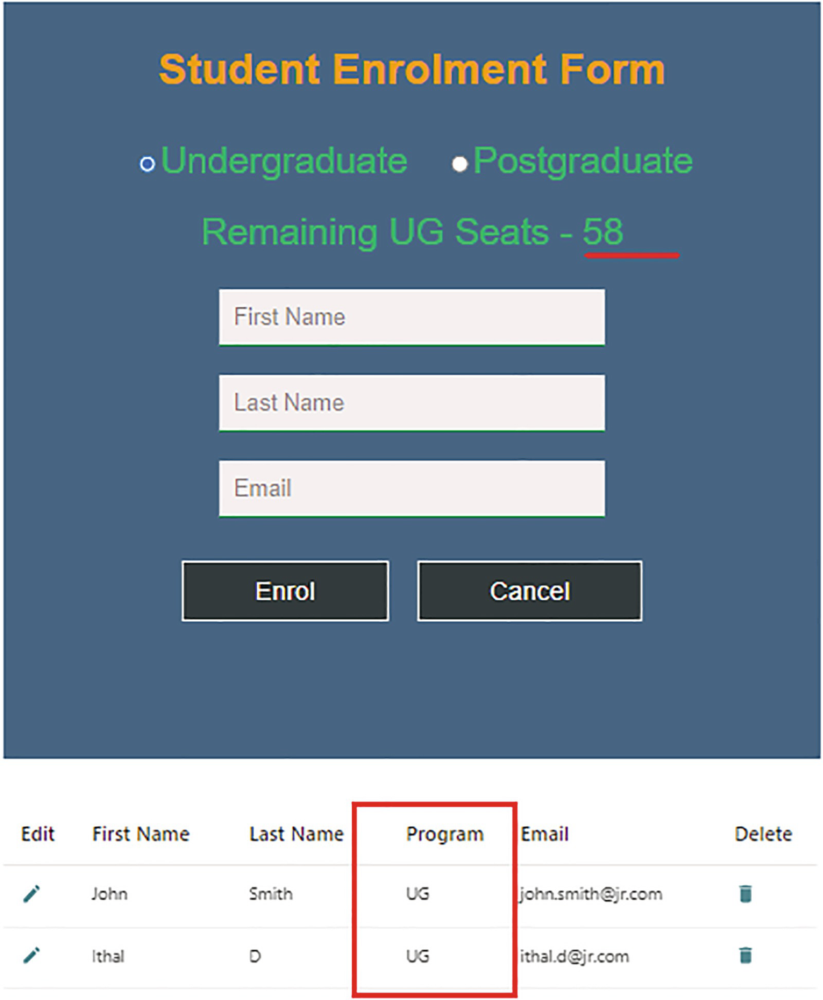 Student Enrolment Form
Undergraduate Postgraduate
Remaining UG Seats - 58
First Name
Last Name
Email
Enrol Cancel
Edit First Name Last Name Program Email Delete
John Smith UG john.smith@jr.com
Ithal D UG ithal.d@jr.com